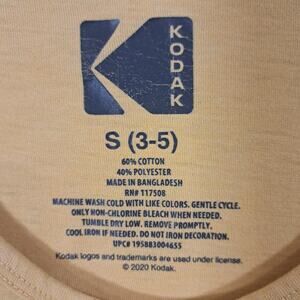 KODAK
S (3-5)
60% COTTON
40% POLYESTER
MADE IN BANGLADESH
RN# 117508
MACHINE WASH COLD WITH LIKE COLORS. GENTLE CYCLE.
ONLY NON-CHLORINE BLEACH WHEN NEEDED.
TUMBLE DRY LOW. REMOVE PROMPTLY.
COOL IRON IF NEEDED. DO NOT IRON DECORATION.
UPC# 195883004655
Kodak logos and trademarks are used under license.
© 2020 Kodak.